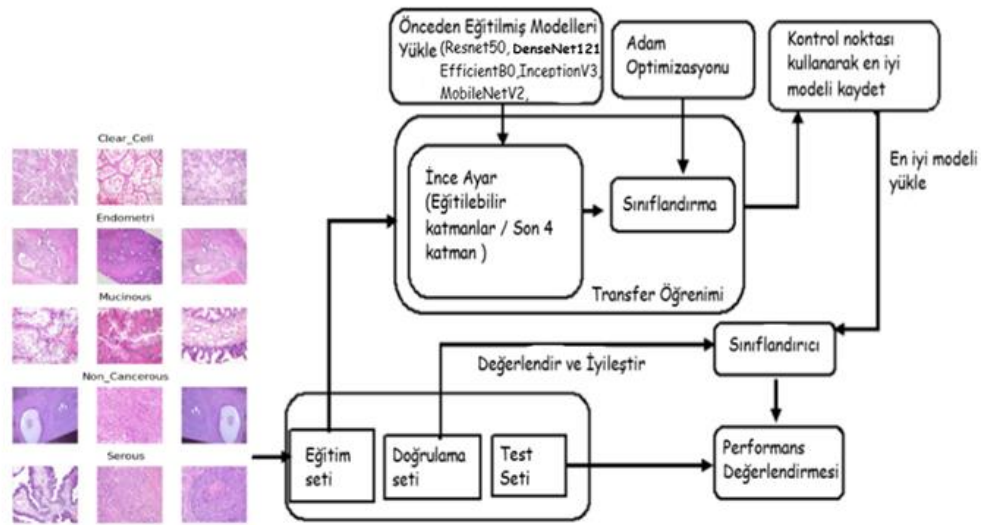 Önceden Eğitilmiş Modelleri
Yükle (Resnet50, DenseNet121
EfficientB0,InceptionV3,
MobileNetV2,
Adam
Optimizasyonu
Kontrol noktası
kullanarak en iyi
modeli kaydet
En iyi modeli
yükle
İnce Ayar
(Eğitilebilir
katmanlar / Son 4
katman )
Sınıflandırma
Transfer Öğrenimi
Clear_Cell
Endometri
Mucinous
Non_Cancerous
Serous
Sınıflandırıcı
Değerlendir ve İyileştir
Eğitim
seti
Doğrulama
seti
Test
Seti
Performans
Değerlendirmesi